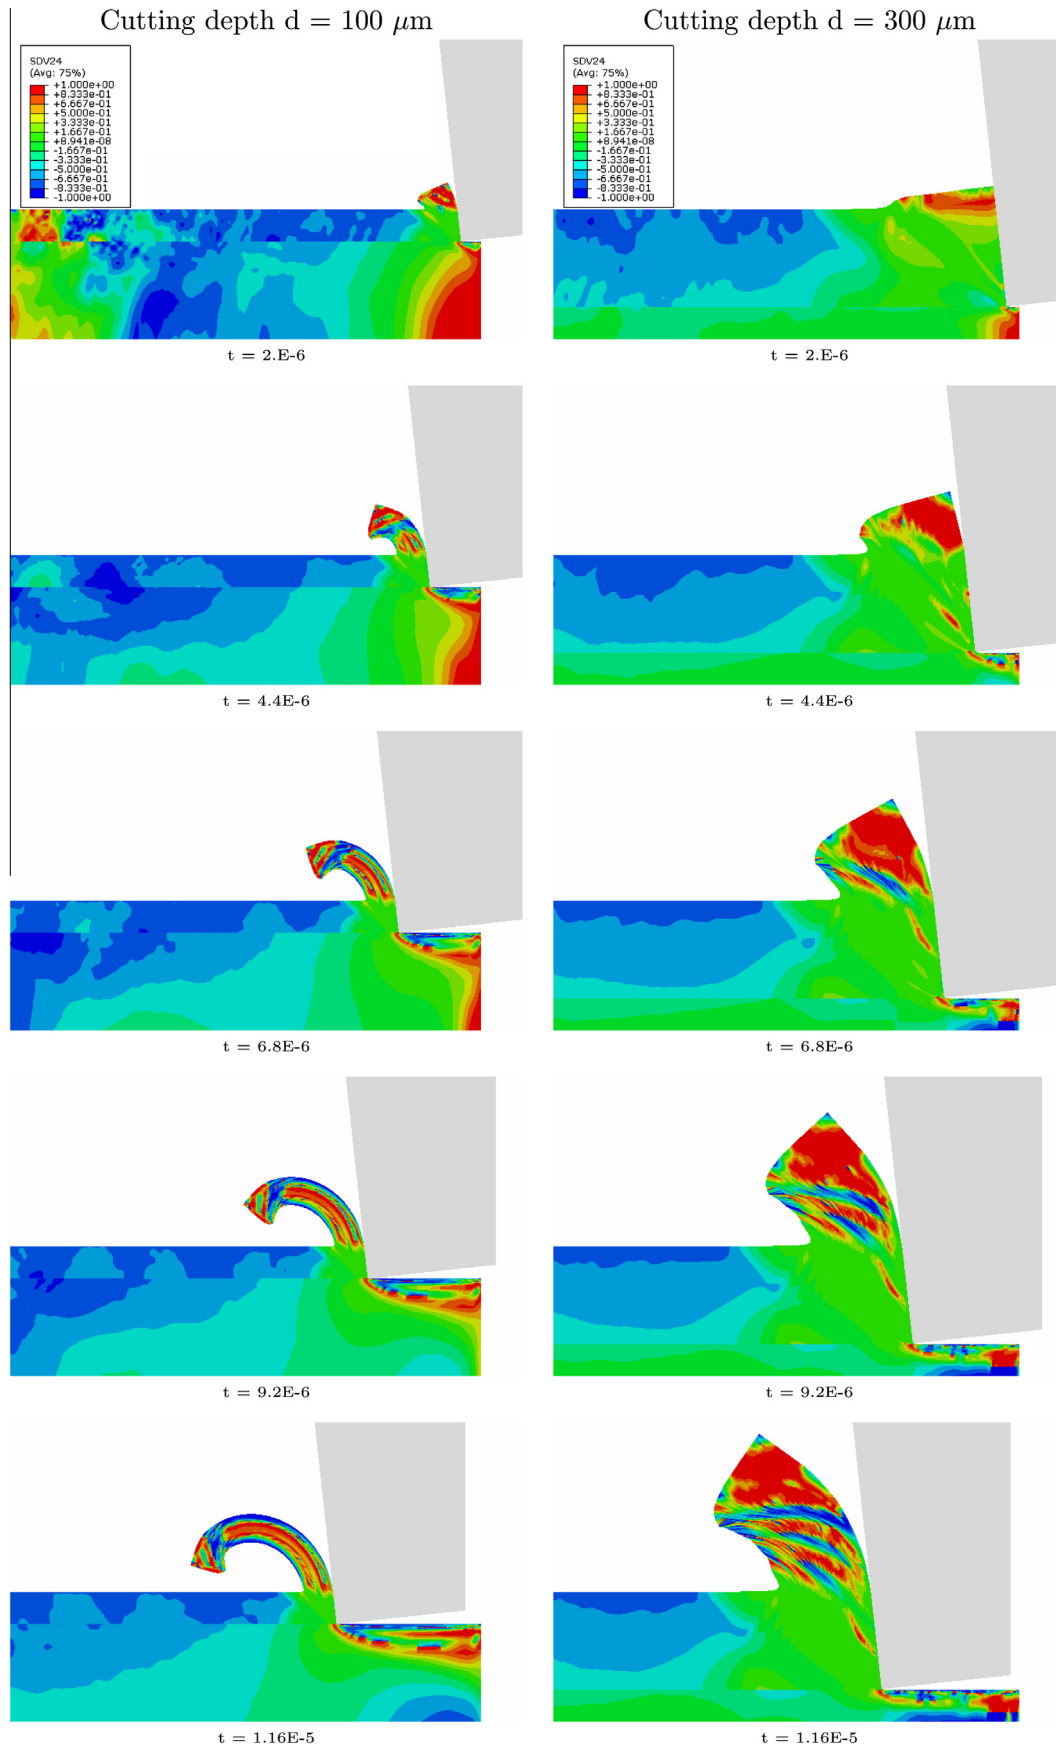 Cutting depth d = 100 μm
Cutting depth d = 300 μm
SDV24
(Avg: 75%)
+1.000e+00
+8.333e-01
+6.667e-01
+5.000e-01
+3.333e-01
+1.667e-01
+8.941e-08
-1.667e-01
-3.333e-01
-5.000e-01
-6.667e-01
-8.333e-01
-1.000e+00
SDV24
(Avg: 75%)
+1.000e+00
+8.333e-01
+6.667e-01
+5.000e-01
+3.333e-01
+1.667e-01
+8.941e-08
-1.667e-01
-3.333e-01
-5.000e-01
-6.667e-01
-8.333e-01
-1.000e+00
t = 2.E-6
t = 2.E-6
t = 4.4E-6
t = 4.4E-6
t = 6.8E-6
t = 6.8E-6
t = 9.2E-6
t = 9.2E-6
t = 1.16E-5
t = 1.16E-5